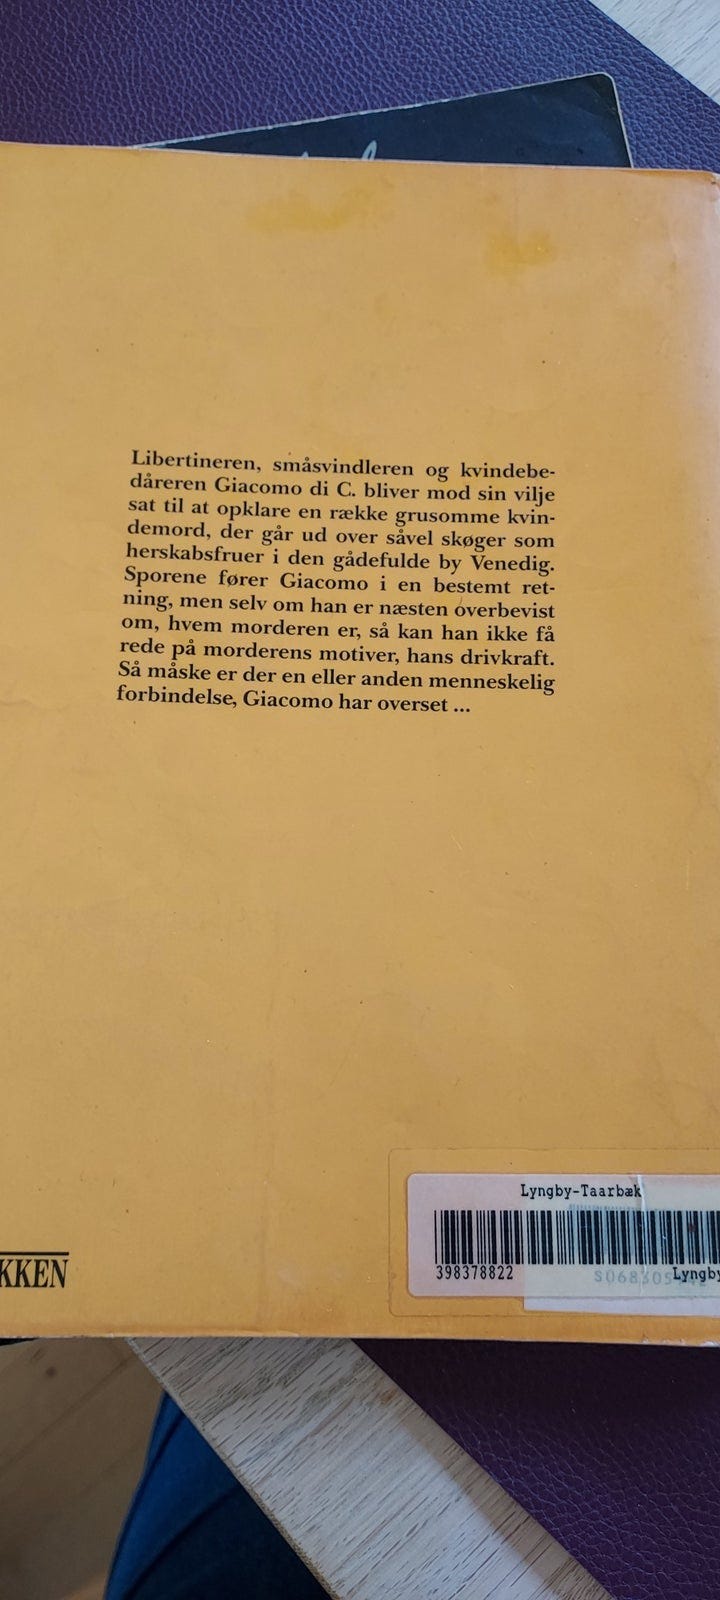 Libertineren, småsvindleren og kvindebe-
dåreren Giacomo di C. bliver mod sin vilje
sat til at opklare en række grusomme kvin-
demord, der går ud over såvel skøger som
herskabsfruer i den gådefulde by Venedig.
Sporene fører Giacomo i en bestemt ret-
ning, men selv om han er næsten overbevist
om, hvem morderen er, så kan han ikke få
rede på morderens motiver, hans drivkraft.
Så måske er der en eller anden menneskelig
forbindelse, Giacomo har overset ...
Lyngby-Taarbæk
398378822
Lyngby
KKEN